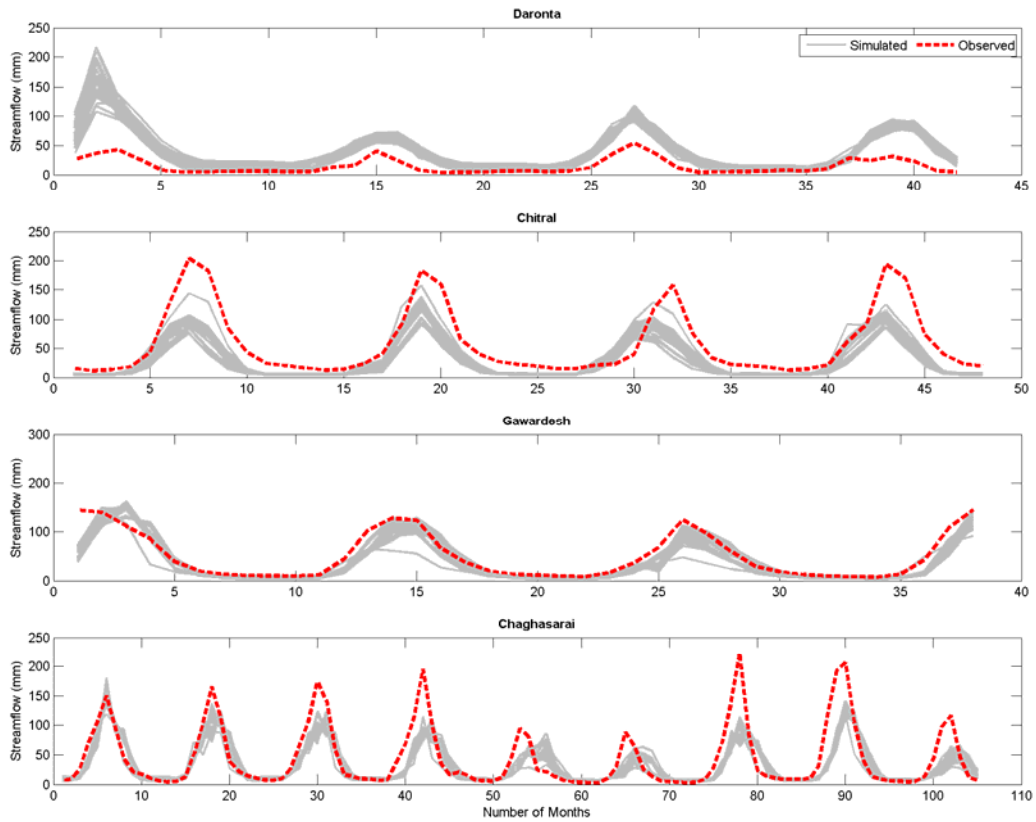 Daronta
Streamflow (mm)
250
200
150
100
50
0
Simulated Observed
0 5 10 15 20 25 30 35 40 45
Chitral
Streamflow (mm)
250
200
150
100
50
0
0 5 10 15 20 25 30 35 40 45 50
Gawardesh
Streamflow (mm)
300
200
100
0
0 5 10 15 20 25 30 35 40
Chaghasarai
Streamflow (mm)
250
200
150
100
50
0
0 10 20 30 40 50 60 70 80 90 100 110
Number of Months